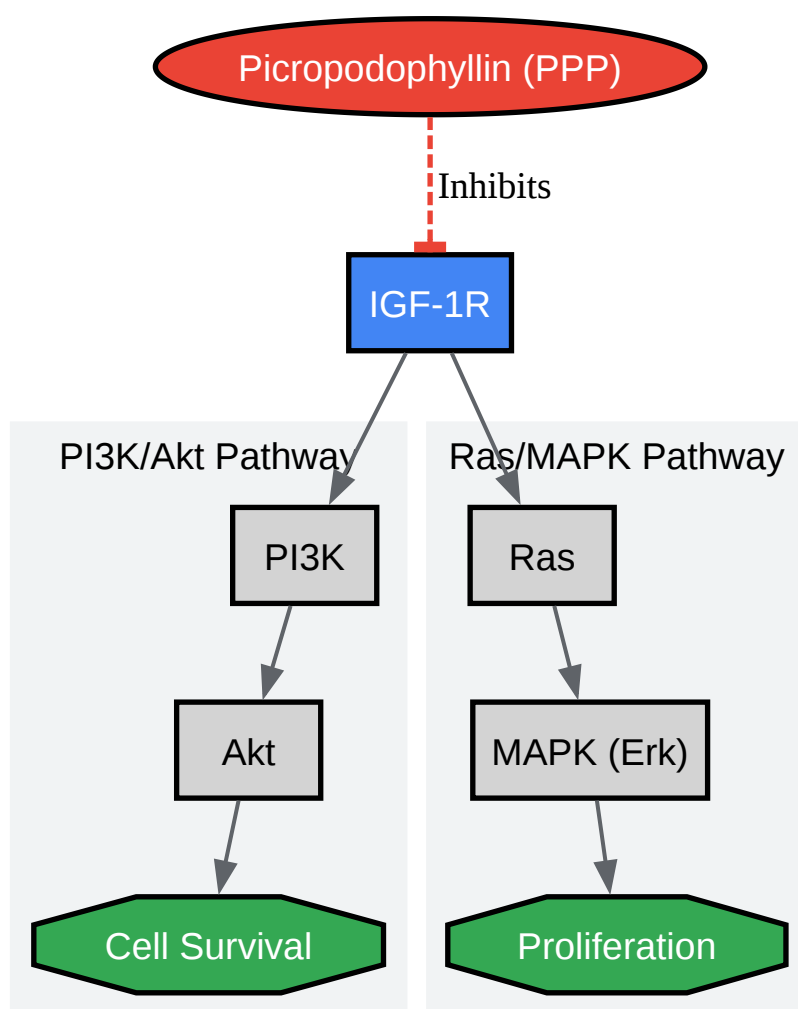 Picropodophyllin (PPP)
Inhibits
IGF-1R
PI3K/Akt Pathway
Ras/MAPK Pathway
PI3K
Ras
Akt
MAPK (Erk)
Cell Survival
Proliferation